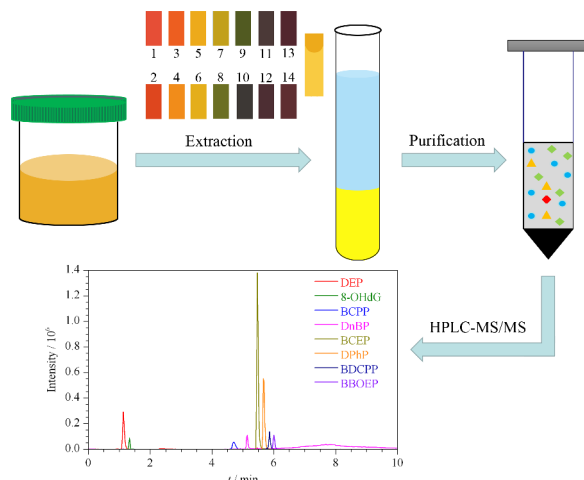 1 3 5 7 9 11 13
2 4 6 8 10 12 14
Extraction
Purification
HPLC-MS/MS
Intensity / 10⁶
1.4
1.2
1.0
0.8
0.6
0.4
0.2
0.0
DEP
8-OHdG
BCPP
DnBP
BCEP
DPhP
BDCPP
BBOEP
0 2 4 6 8 10
t / min